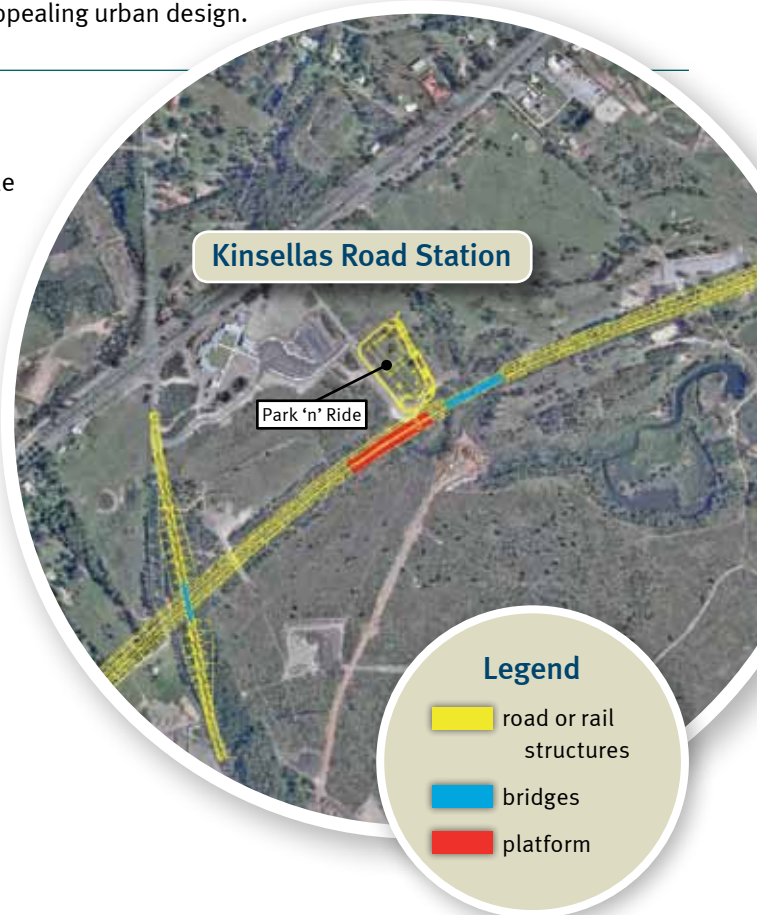 ppealing urban design.
e
Kinsellas Road Station
Park ‘n’ Ride
Legend
road or rail
structures
bridges
platform